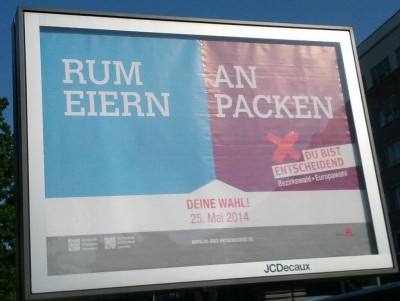 RUM
EIERN
AN
PACKEN
DU BIST
ENTSCHEIDEND
Bezirkswahl • Europawahl
DEINE WAHL!
25. Mai 2014
JCDecaux